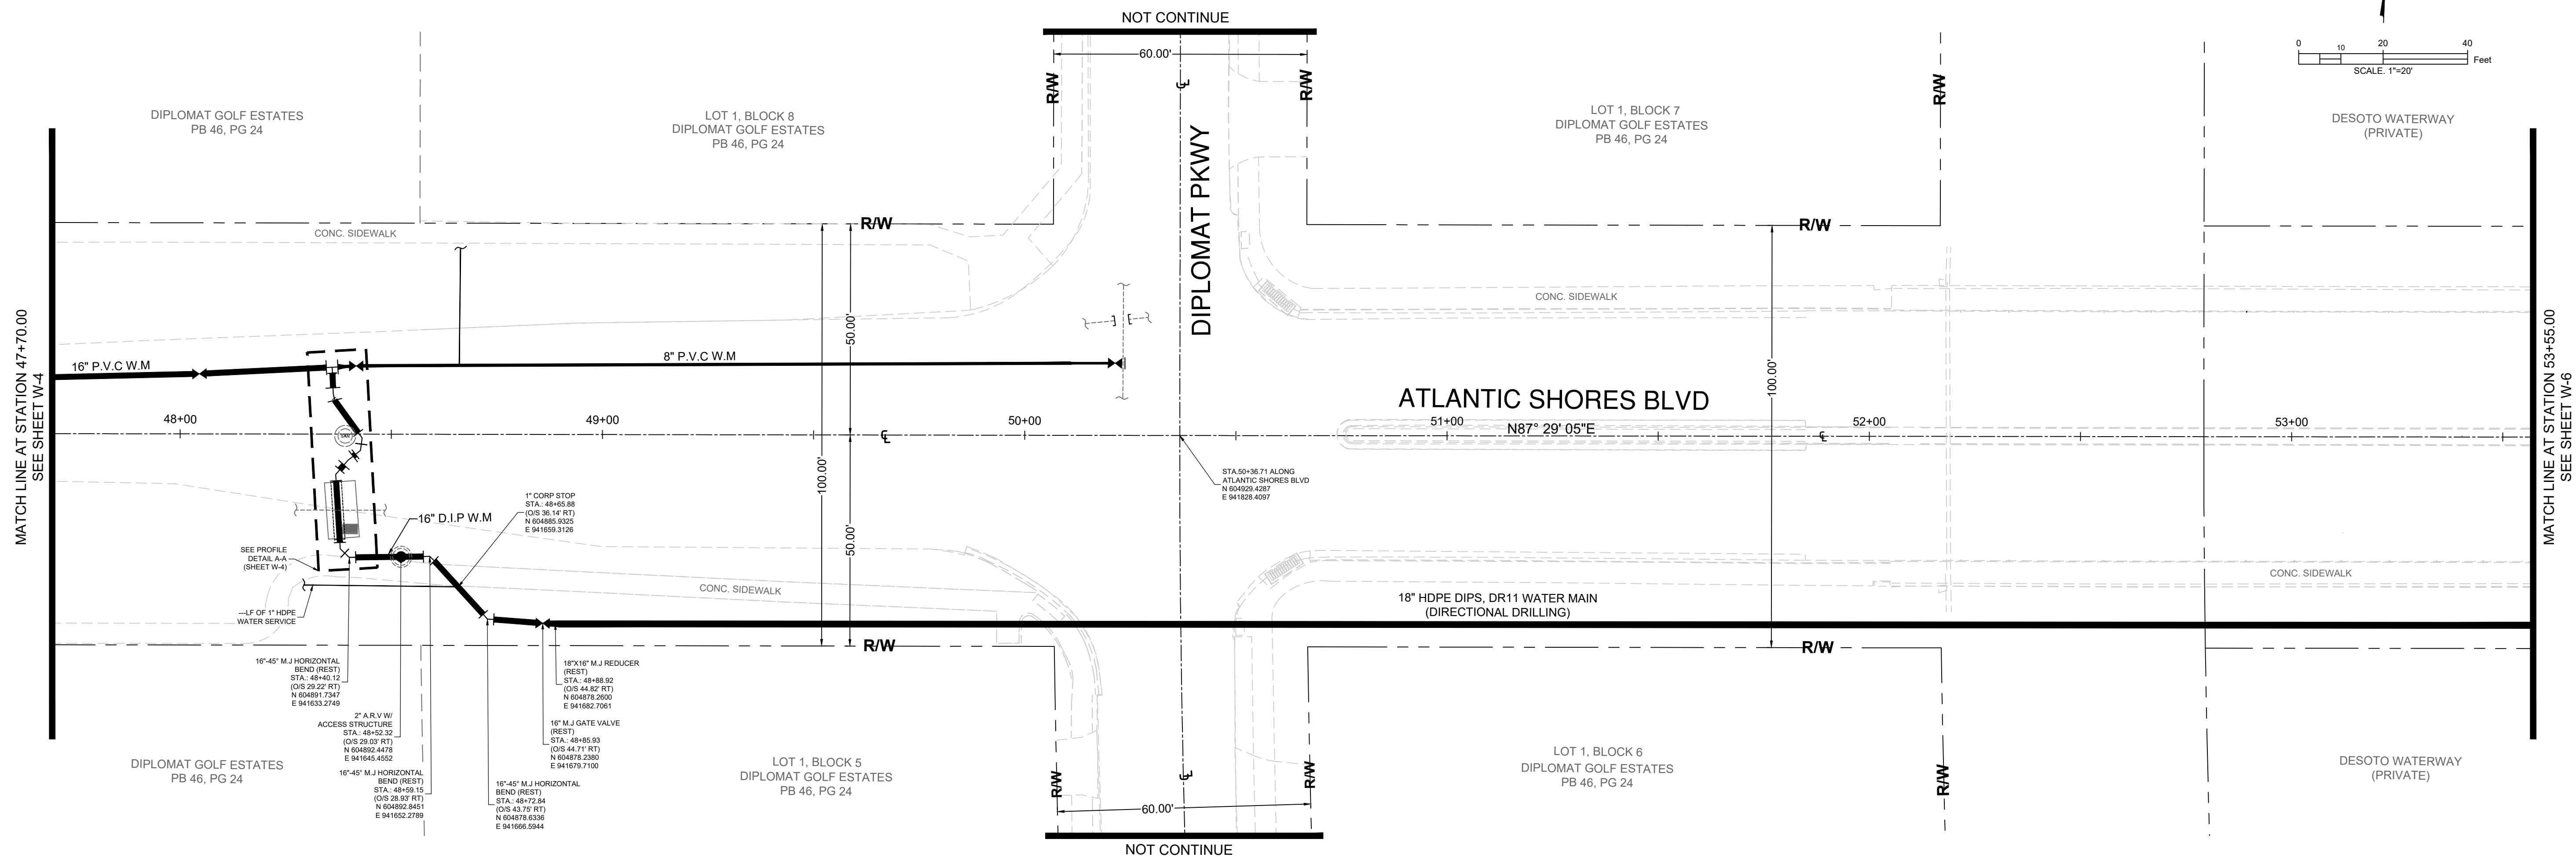 NOT CONTINUE
60.00'
R/W
R/W
R/W
0
10
20
40
Feet
SCALE. 1"=20'
DIPLOMAT GOLF ESTATES
PB 46, PG 24
LOT 1, BLOCK 8
DIPLOMAT GOLF ESTATES
PB 46, PG 24
LOT 1, BLOCK 7
DIPLOMAT GOLF ESTATES
PB 46, PG 24
DESOTO WATERWAY
(PRIVATE)
DIPLOMAT PKWY
R/W
R/W
CONC. SIDEWALK
CONC. SIDEWALK
MATCH LINE AT STATION 47+70.00
SEE SHEET W-4
MATCH LINE AT STATION 53+55.00
SEE SHEET W-6
50.00'
100.00'
50.00'
100.00'
16" P.V.C W.M
8" P.V.C W.M
ATLANTIC SHORES BLVD
48+00
49+00
50+00
51+00
52+00
53+00
N87° 29' 05"E
STA.50+36.71 ALONG
ATLANTIC SHORES BLVD
N 604929.4287
E 941828.4097
1" CORP STOP
STA.: 48+65.88
(O/S 36.14' RT)
N 604885.9325
E 941659.3126
16" D.I.P W.M
SEE PROFILE
DETAIL A-A
(SHEET W-4)
CONC. SIDEWALK
CONC. SIDEWALK
---LF OF 1" HDPE
WATER SERVICE
18" HDPE DIPS, DR11 WATER MAIN
(DIRECTIONAL DRILLING)
R/W
R/W
16"-45° M.J HORIZONTAL
BEND (REST)
STA.: 48+40.12
(O/S 29.22' RT)
N 604891.7347
E 941633.2749
18"X16" M.J REDUCER
(REST)
STA.: 48+88.92
(O/S 44.82' RT)
N 604878.2600
E 941682.7061
2" A.R.V W/
ACCESS STRUCTURE
STA.: 48+52.32
(O/S 29.03' RT)
N 604892.4478
E 941645.4552
16" M.J GATE VALVE
(REST)
STA.: 48+85.93
(O/S 44.71' RT)
N 604878.2380
E 941679.7100
16"-45° M.J HORIZONTAL
BEND (REST)
STA.: 48+59.15
(O/S 28.93' RT)
N 604892.8451
E 941652.2789
16"-45° M.J HORIZONTAL
BEND (REST)
STA.: 48+72.84
(O/S 43.75' RT)
N 604878.6336
E 941666.5944
DIPLOMAT GOLF ESTATES
PB 46, PG 24
LOT 1, BLOCK 5
DIPLOMAT GOLF ESTATES
PB 46, PG 24
LOT 1, BLOCK 6
DIPLOMAT GOLF ESTATES
PB 46, PG 24
DESOTO WATERWAY
(PRIVATE)
R/W
R/W
R/W
60.00'
NOT CONTINUE